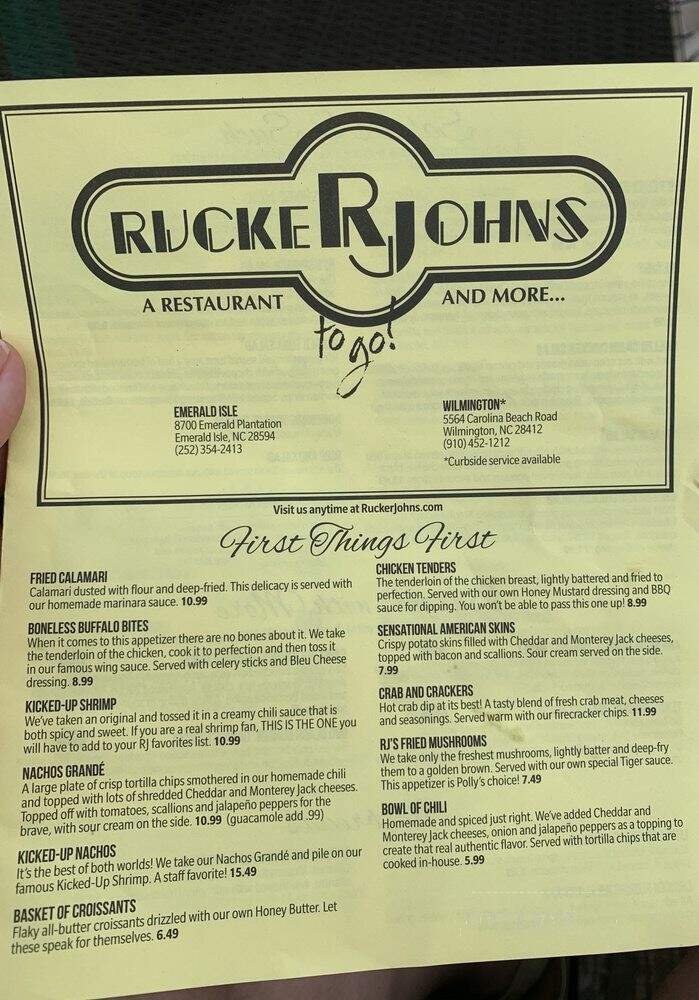 RUCKERJOHNS
A RESTAURANT AND MORE...
to go!
EMERALD ISLE
8700 Emerald Plantation
Emerald Isle, NC 28594
(252) 354-2413
WILMINGTON*
5564 Carolina Beach Road
Wilmington, NC 28412
(910) 452-1212
*Curbside service available
Visit us anytime at RuckerJohns.com
First Things First
FRIED CALAMARI
Calamari dusted with flour and deep-fried. This delicacy is served with
our homemade marinara sauce. 10.99
BONELESS BUFFALO BITES
When it comes to this appetizer there are no bones about it. We take
the tenderloin of the chicken, cook it to perfection and then toss it
in our famous wing sauce. Served with celery sticks and Bleu Cheese
dressing. 8.99
KICKED-UP SHRIMP
We've taken an original and tossed it in a creamy chili sauce that is
both spicy and sweet. If you are a real shrimp fan, THIS IS THE ONE you
will have to add to your RJ favorites list. 10.99
NACHOS GRANDÉ
A large plate of crisp tortilla chips smothered in our homemade chili
and topped with lots of shredded Cheddar and Monterey Jack cheeses.
Topped off with tomatoes, scallions and jalapeño peppers for the
brave, with sour cream on the side. 10.99 (guacamole add .99)
KICKED-UP NACHOS
It's the best of both worlds! We take our Nachos Grandé and pile on our
famous Kicked-Up Shrimp. A staff favorite! 15.49
BASKET OF CROISSANTS
Flaky all-butter croissants drizzled with our own Honey Butter. Let
these speak for themselves. 6.49
CHICKEN TENDERS
The tenderloin of the chicken breast, lightly battered and fried to
perfection. Served with our own Honey Mustard dressing and BBQ
sauce for dipping. You won't be able to pass this one up! 8.99
SENSATIONAL AMERICAN SKINS
Crispy potato skins filled with Cheddar and Monterey Jack cheeses,
topped with bacon and scallions. Sour cream served on the side.
7.99
CRAB AND CRACKERS
Hot crab dip at its best! A tasty blend of fresh crab meat, cheeses
and seasonings. Served warm with our firecracker chips. 11.99
RJ'S FRIED MUSHROOMS
We take only the freshest mushrooms, lightly batter and deep-fry
them to a golden brown. Served with our own special Tiger sauce.
This appetizer is Polly's choice! 7.49
BOWL OF CHILI
Homemade and spiced just right. We've added Cheddar and
Monterey Jack cheeses, onion and jalapeño peppers as a topping to
create that real authentic flavor. Served with tortilla chips that are
cooked in-house. 5.99